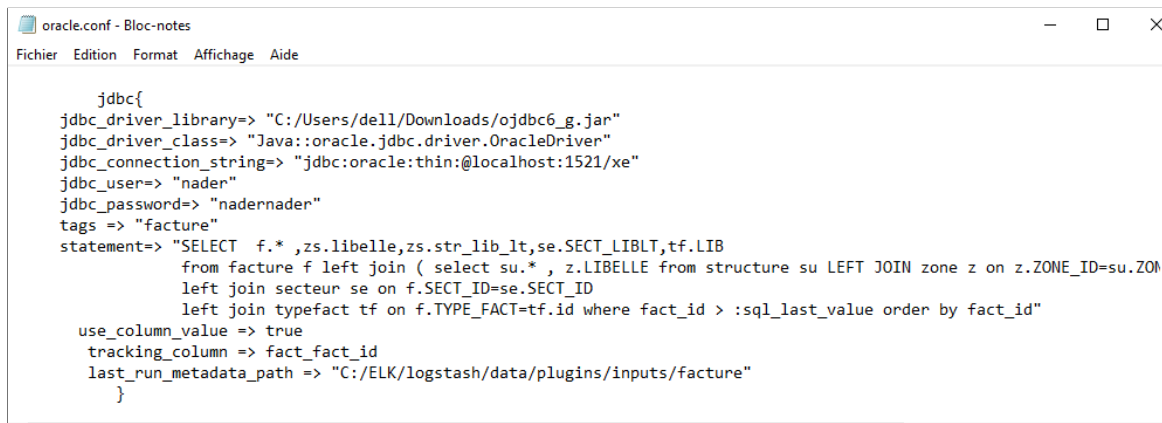 oracle.conf - Bloc-notes
Fichier Edition Format Affichage Aide
jdbc{
jdbc_driver_library=> "C:/Users/dell/Downloads/ojdbc6_g.jar"
jdbc_driver_class=> "Java::oracle.jdbc.driver.OracleDriver"
jdbc_connection_string=> "jdbc:oracle:thin:@localhost:1521/xe"
jdbc_user=> "nader"
jdbc_password=> "nadernader"
tags => "facture"
statement=> "SELECT  f.* ,zs.libelle,zs.str_lib_lt,se.SECT_LIBLT,tf.LIB
from facture f left join ( select su.* , z.LIBELLE from structure su LEFT JOIN zone z on z.ZONE_ID=su.ZON
left join secteur se on f.SECT_ID=se.SECT_ID
left join typefact tf on f.TYPE_FACT=tf.id where fact_id > :sql_last_value order by fact_id"
use_column_value => true
tracking_column => fact_fact_id
last_run_metadata_path => "C:/ELK/logstash/data/plugins/inputs/facture"
}